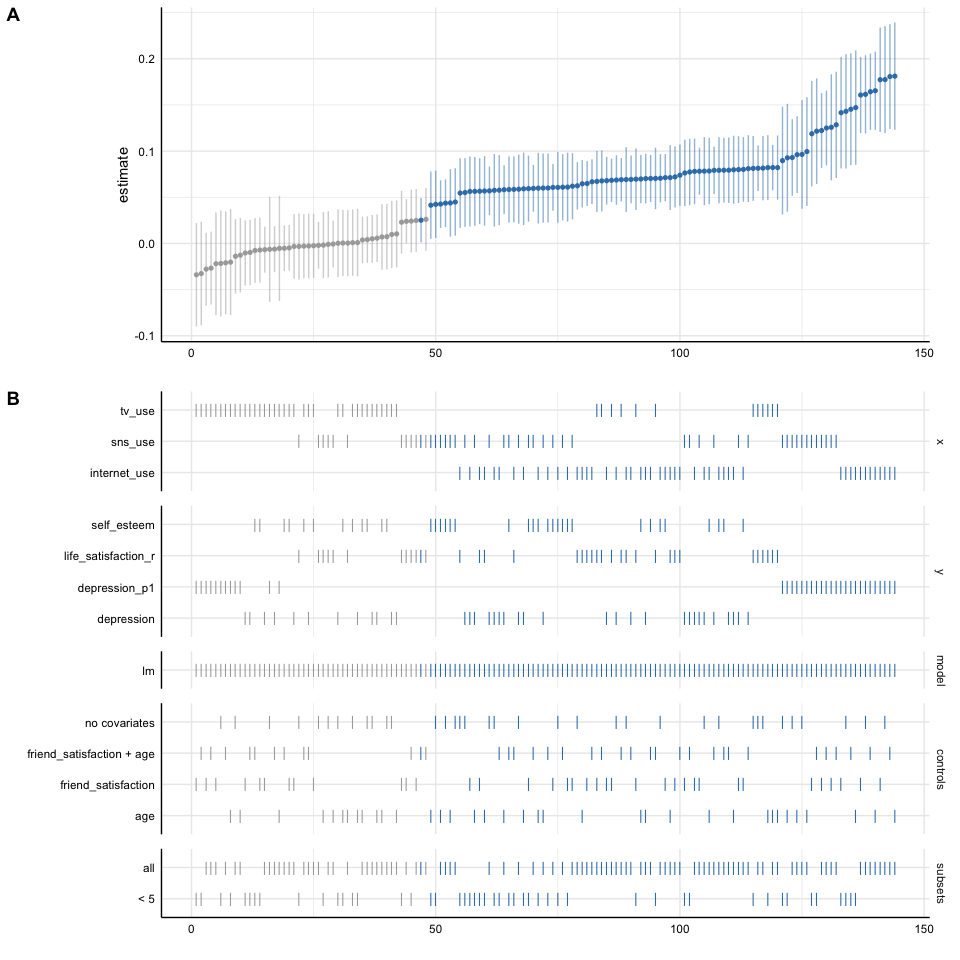 A
estimate
0.2
0.1
0.0
-0.1
0
50
100
150
B
tv_use
sns_use
internet_use
x
self_esteem
life_satisfaction_r
depression_p1
depression
y
lm
model
no covariates
friend_satisfaction + age
friend_satisfaction
age
controls
all
< 5
subsets
0
50
100
150